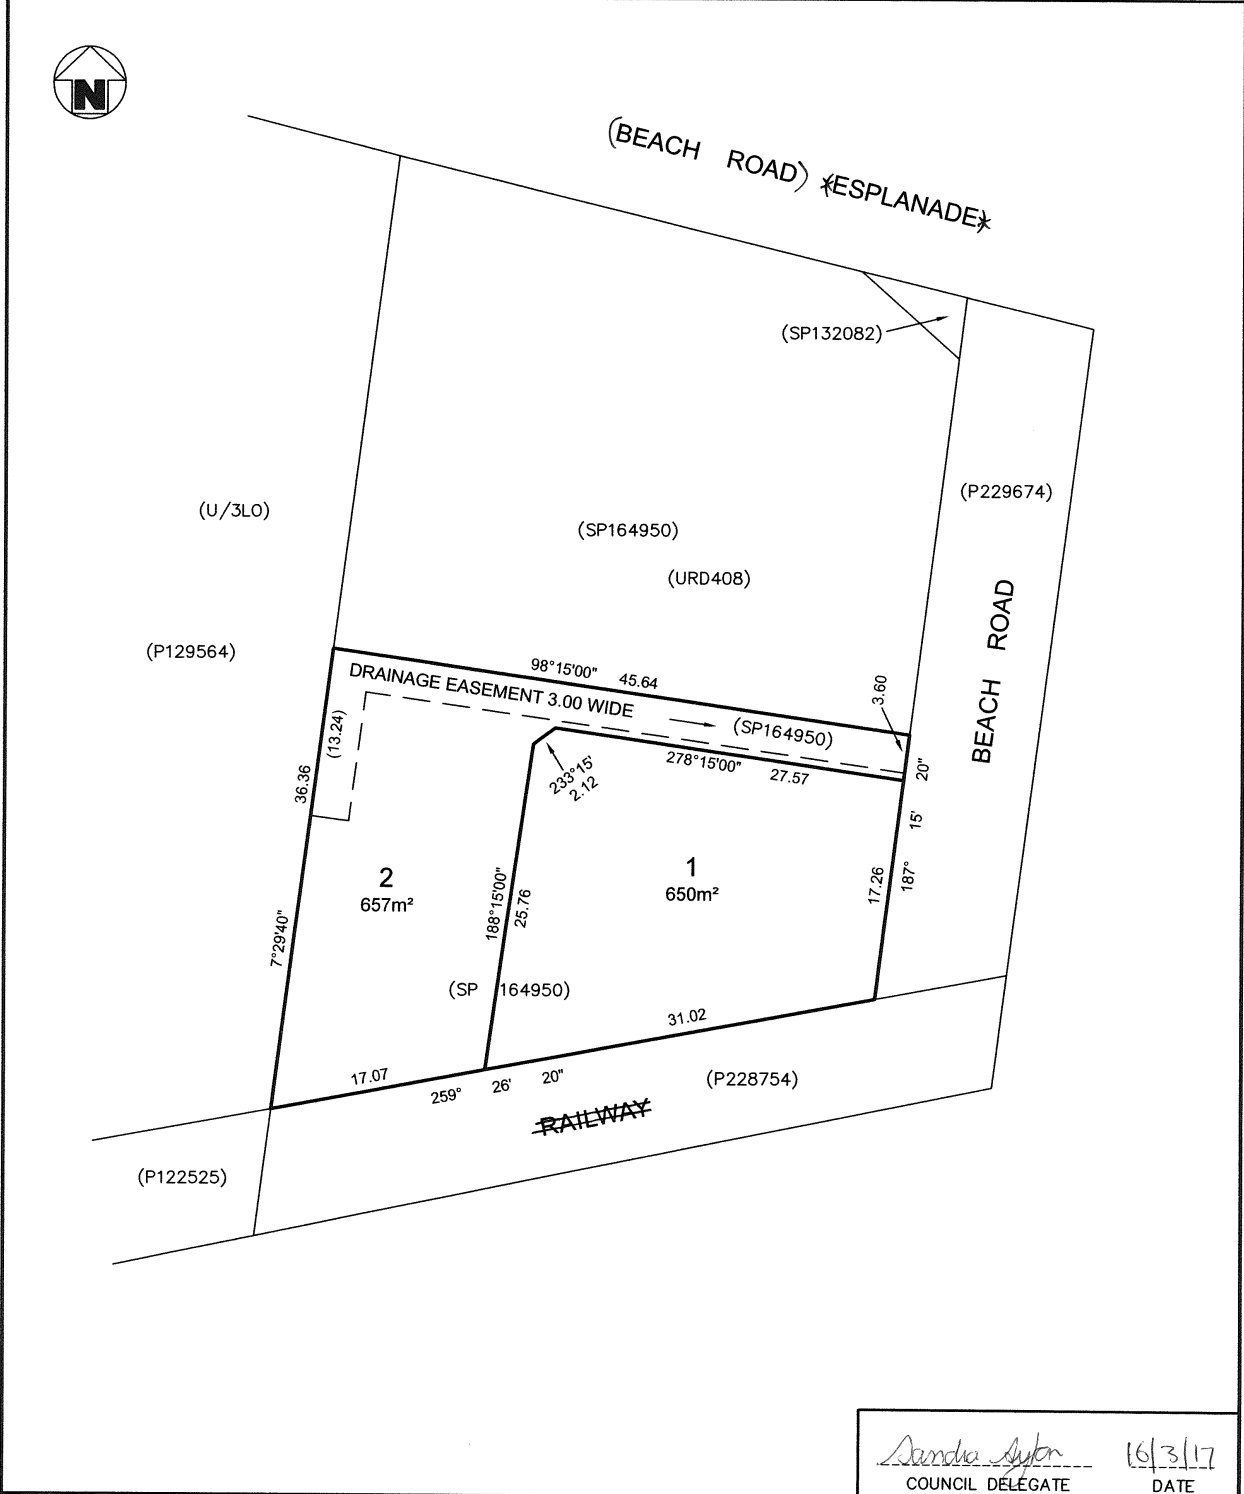 N
(BEACH ROAD) (ESPLANADE)
(SP132082)
(P229674)
(U/3LO)
(SP164950)
(URD408)
BEACH ROAD
(P129564)
98°15'00" 45.64
DRAINAGE EASEMENT 3.00 WIDE
3.60
(SP164950)
(13.24)
278°15'00" 27.57
233°15'
2.12
36.36
187° 15' 20"
17.26
1
650m²
2
657m²
188°15'00"
25.76
7°29'40"
(SP 164950)
31.02
17.07
259° 26' 20"
(P228754)
RAILWAY
(P122525)
16/3/17
COUNCIL DELEGATE DATE